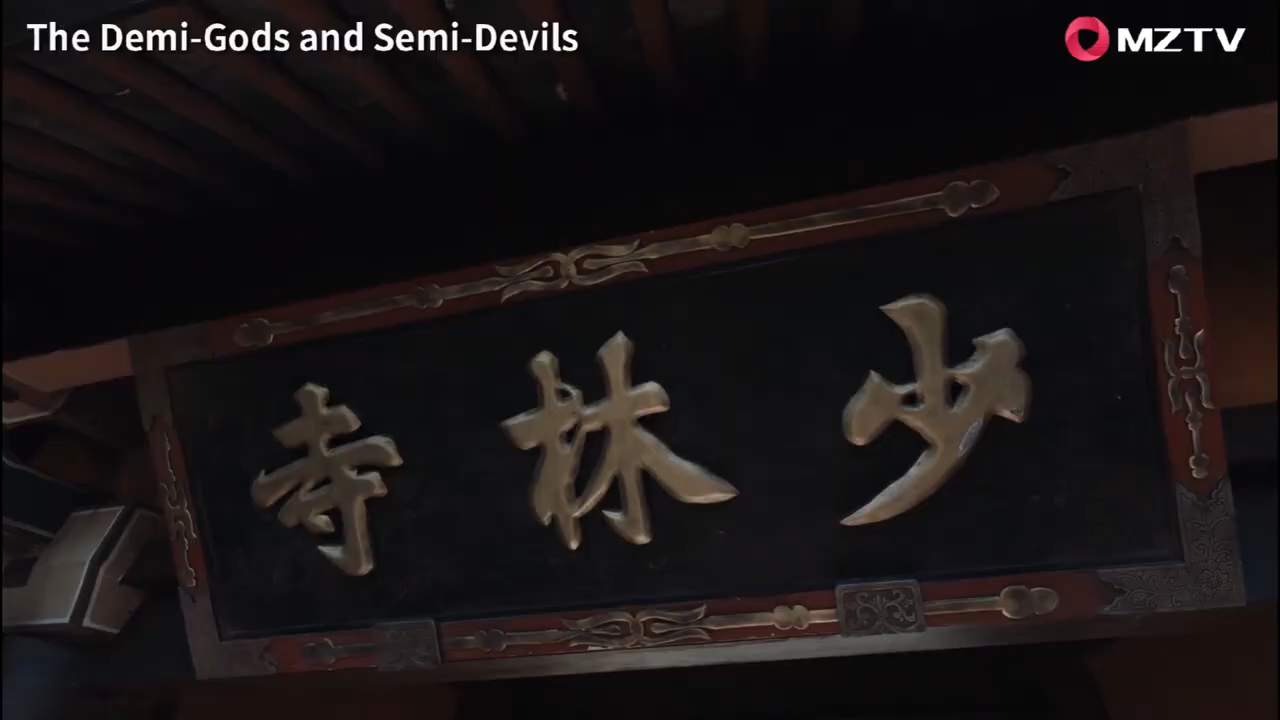 The Demi-Gods and Semi-Devils
MZTV
少林寺